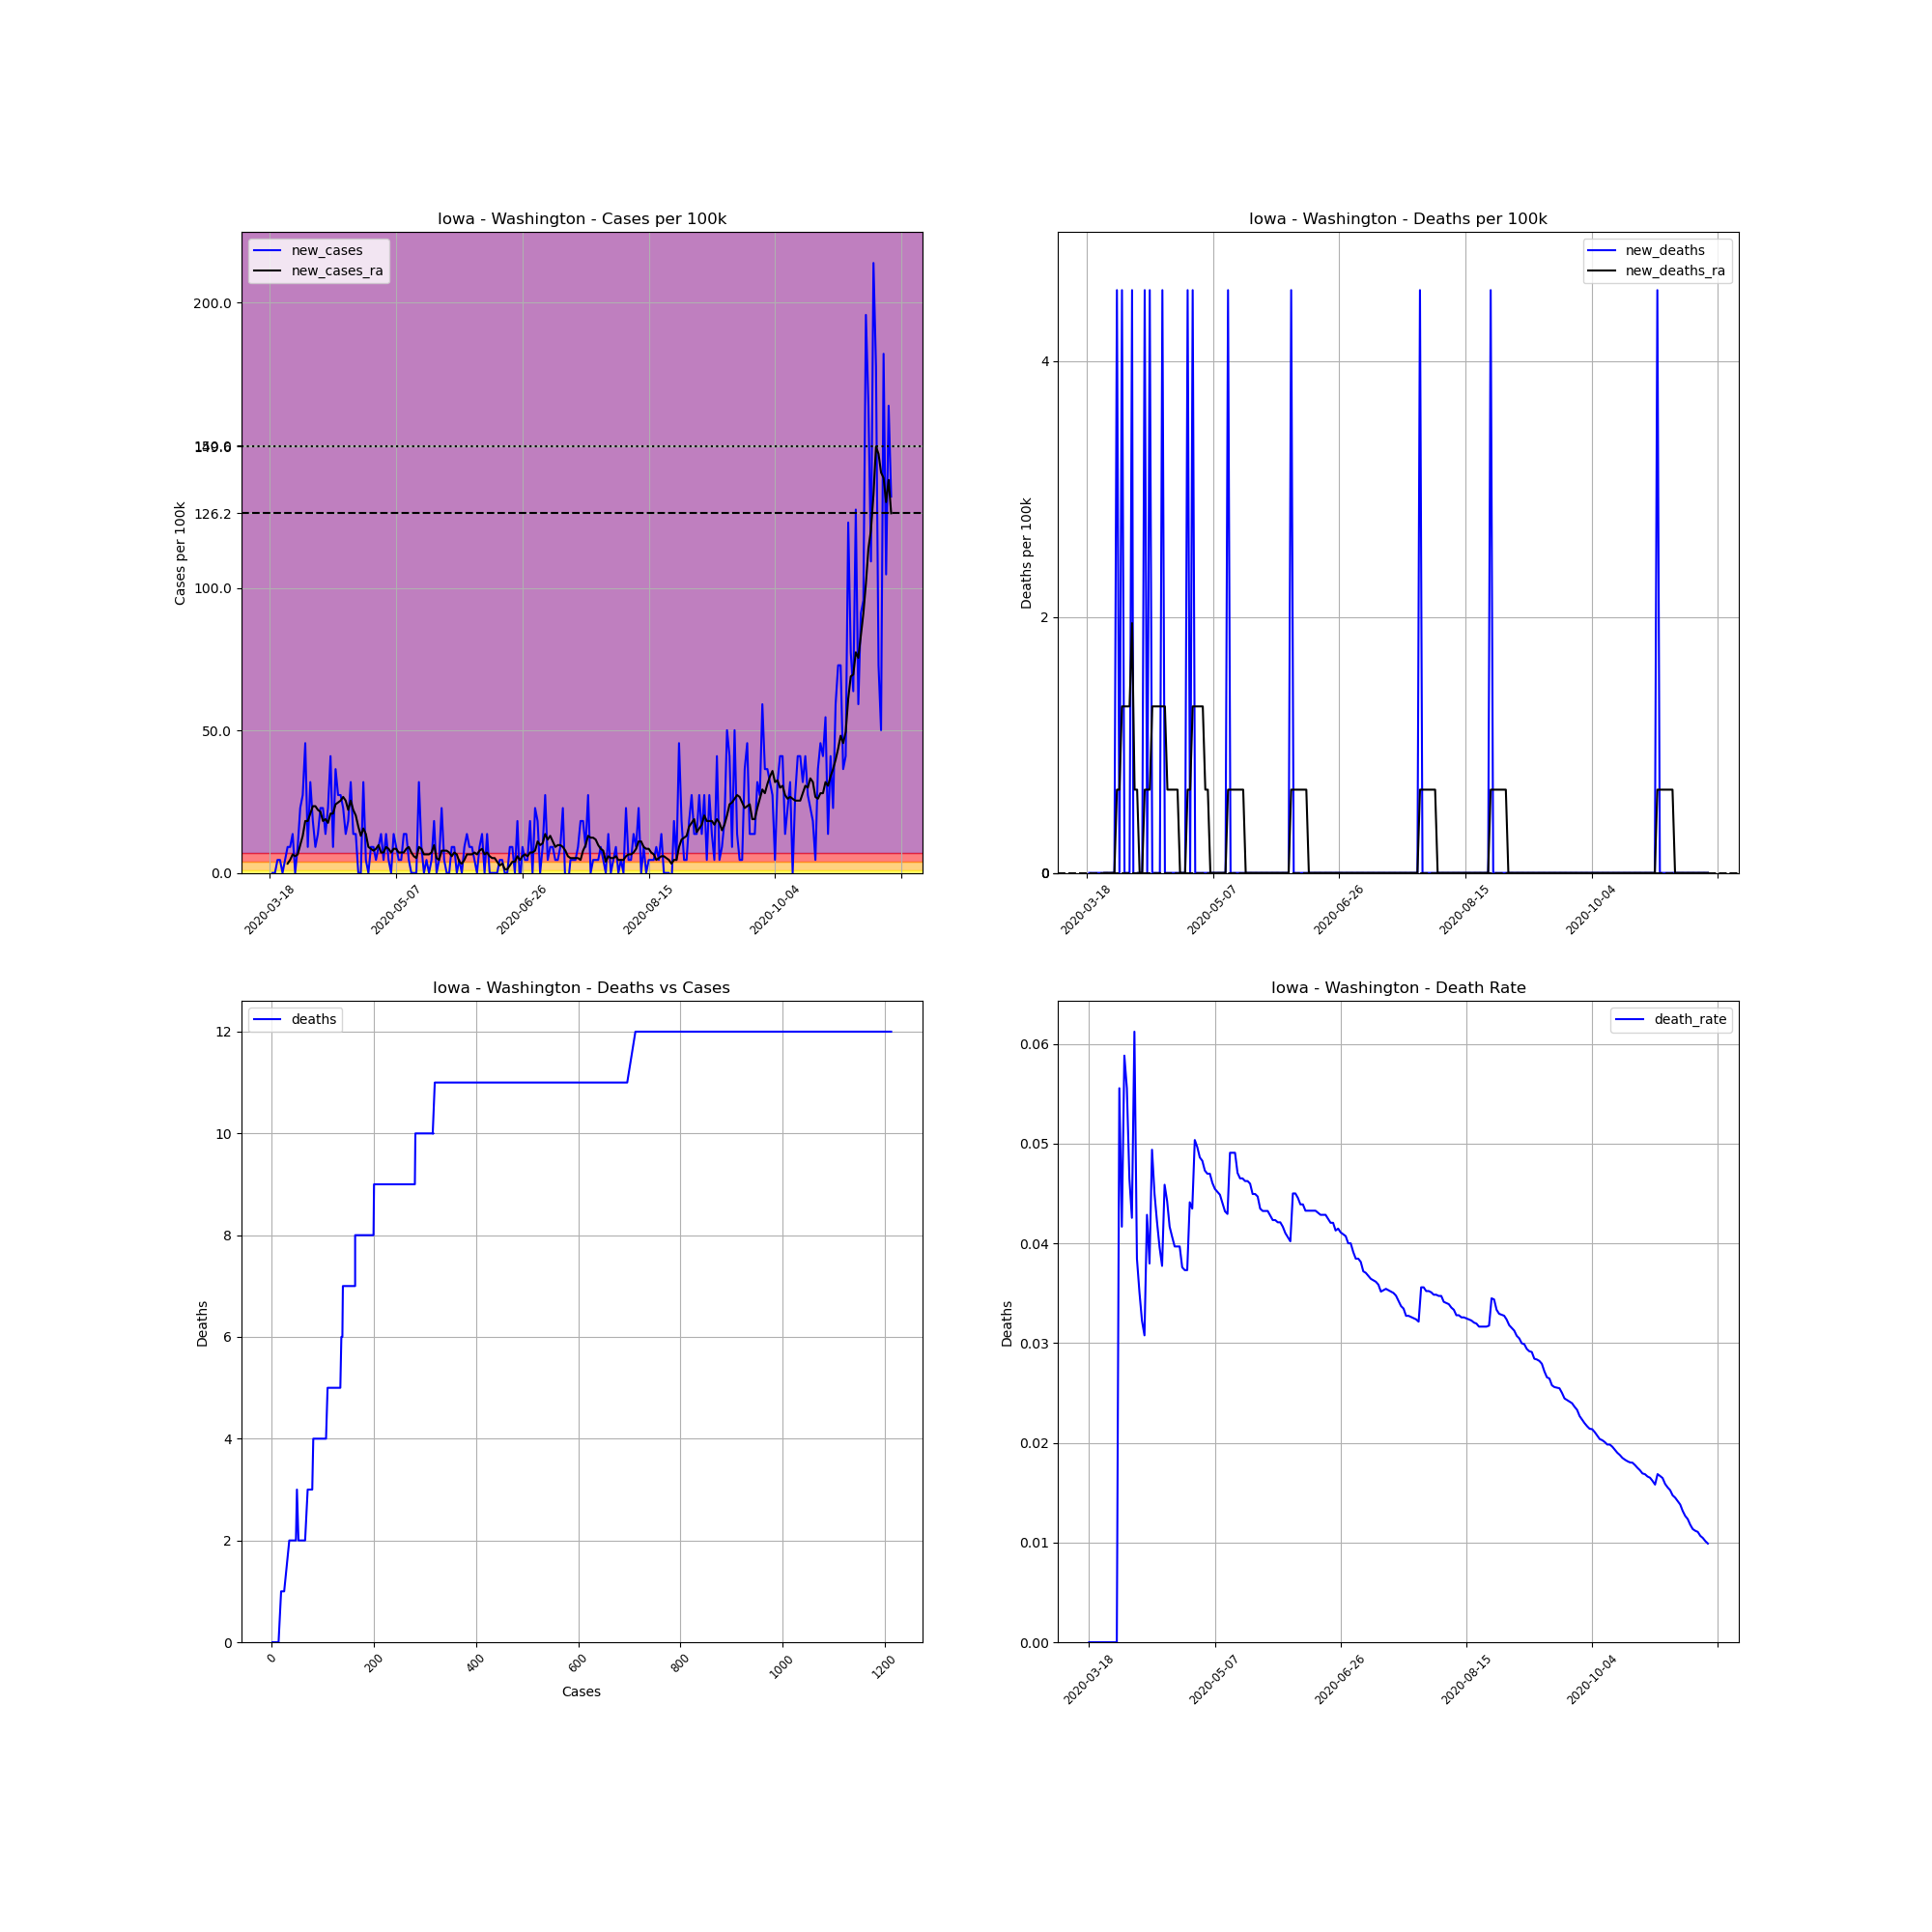 Iowa - Washington - Cases per 100k
new_cases
new_cases_ra
200.0
126.2
100.0
50.0
0.0
Cases per 100k
2020-03-18
2020-05-07
2020-06-26
2020-08-15
2020-10-04
Iowa - Washington - Deaths per 100k
new_deaths
new_deaths_ra
4
2
0
Deaths per 100k
2020-03-18
2020-05-07
2020-06-26
2020-08-15
2020-10-04
Iowa - Washington - Deaths vs Cases
deaths
12
10
8
6
4
2
0
Deaths
0
200
400
600
800
1000
1200
Cases
Iowa - Washington - Death Rate
death_rate
0.06
0.05
0.04
0.03
0.02
0.01
0.00
Deaths
2020-03-18
2020-05-07
2020-06-26
2020-08-15
2020-10-04